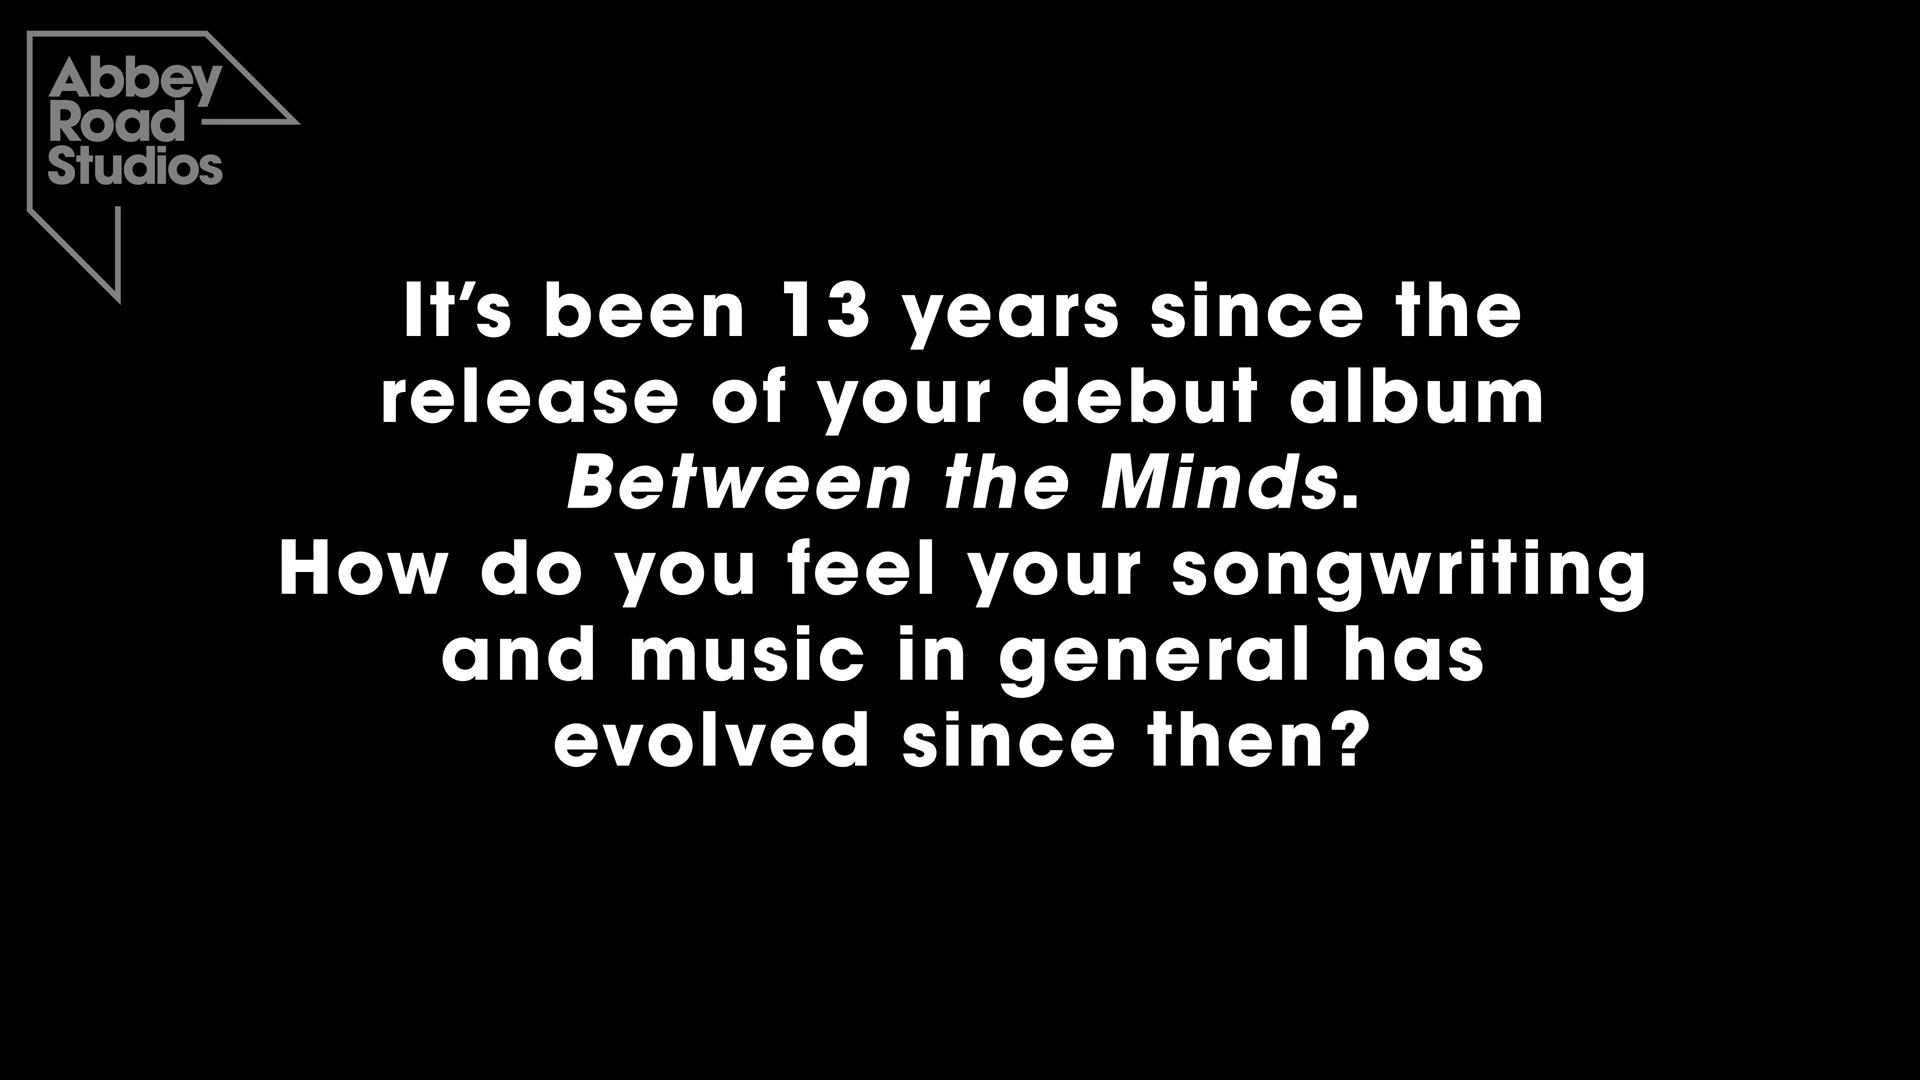 Abbey
Road
Studios
It’s been 13 years since the
release of your debut album
Between the Minds.
How do you feel your songwriting
and music in general has
evolved since then?